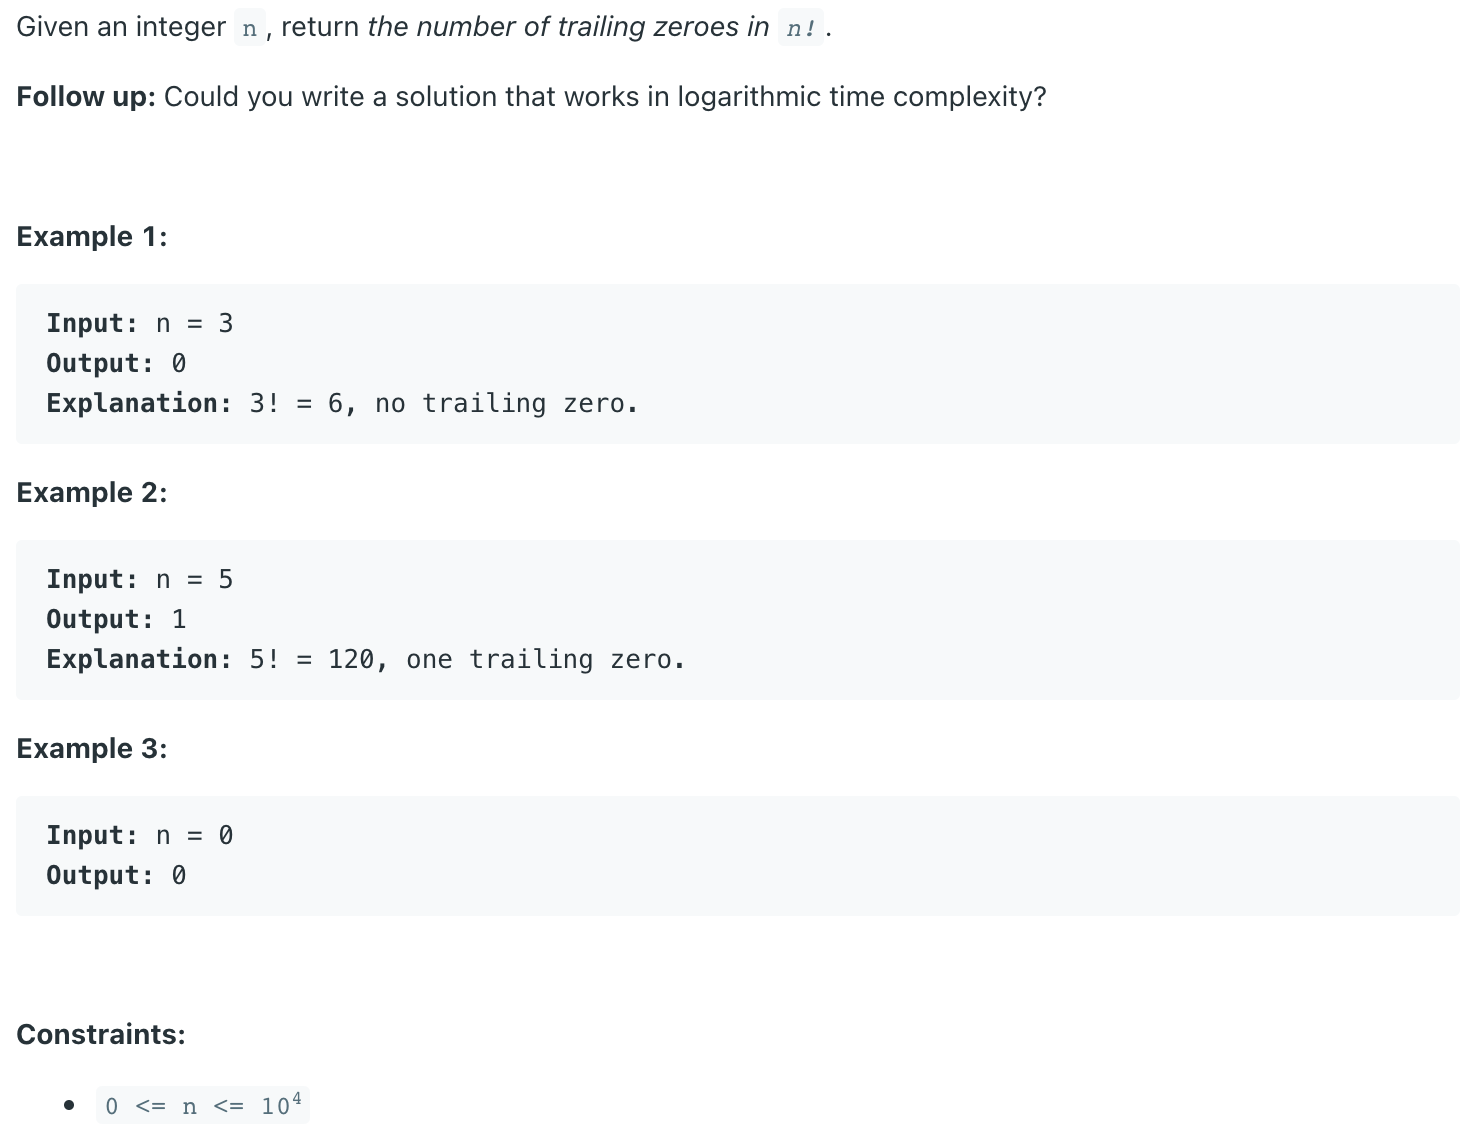 Given an integer n, return the number of trailing zeroes in n!.
Follow up: Could you write a solution that works in logarithmic time complexity?
Example 1:
Input: n = 3
Output: 0
Explanation: 3! = 6, no trailing zero.
Example 2:
Input: n = 5
Output: 1
Explanation: 5! = 120, one trailing zero.
Example 3:
Input: n = 0
Output: 0
Constraints:
• 0 <= n <= 10⁴